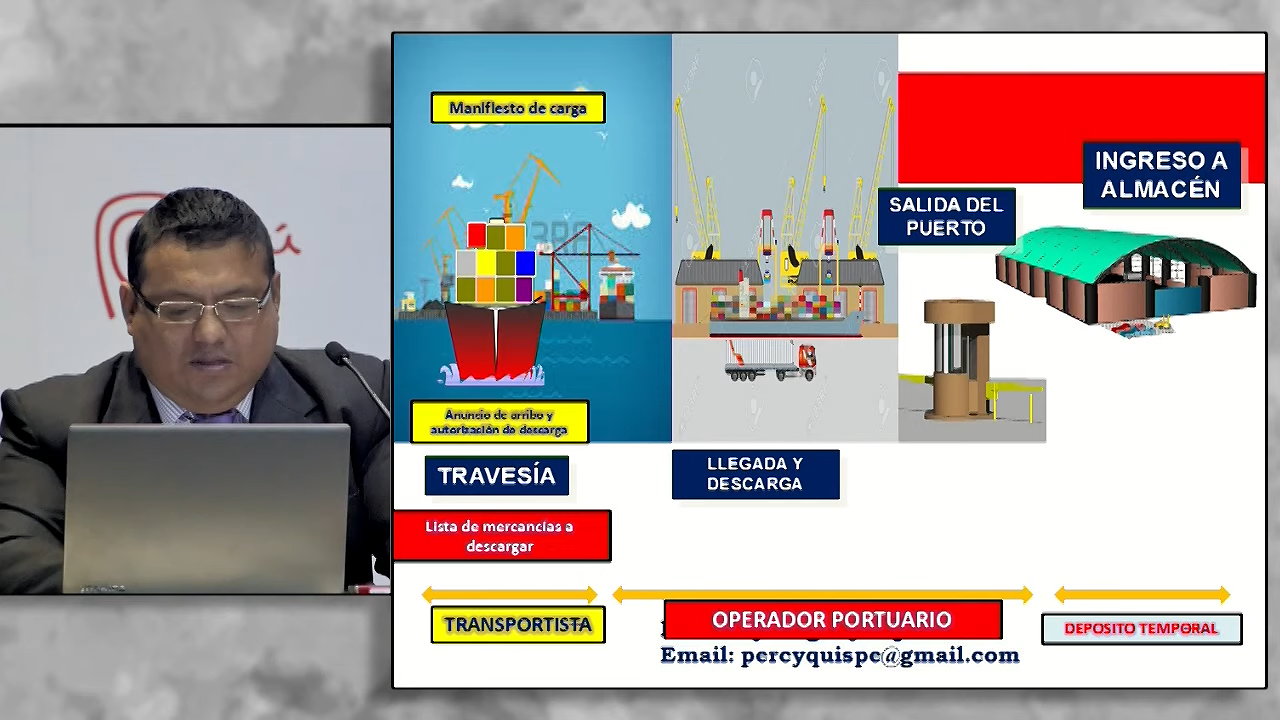 Manifiesto de carga
INGRESO A
ALMACÉN
SALIDA DEL
PUERTO
Anuncio de arribo y
autorización de descarga
TRAVESÍA
LLEGADA Y
DESCARGA
Lista de mercancías a
descargar
TRANSPORTISTA
OPERADOR PORTUARIO
DEPOSITO TEMPORAL
Email: percyquispe@gmail.com